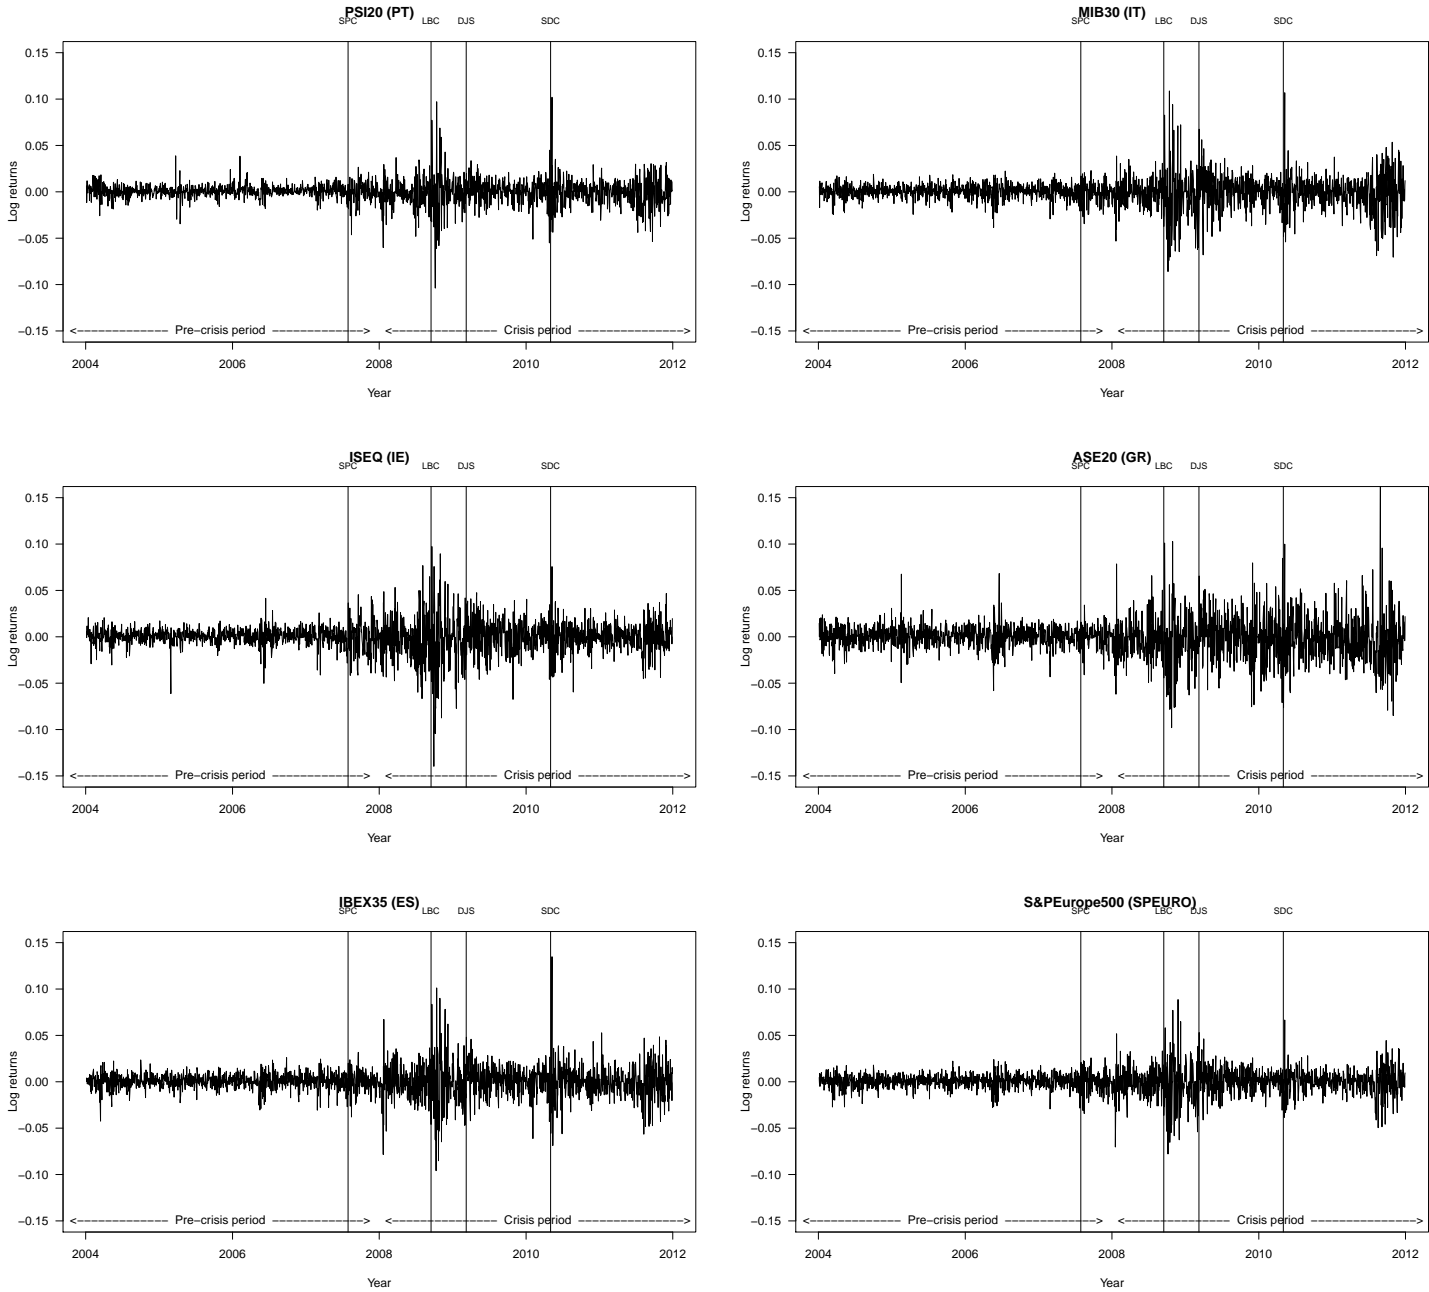 PSI20 (PT)
SPC LBC DJS SDC
Log returns
0.15
0.10
0.05
0.00
−0.05
−0.10
−0.15
<−−−−−−−−−−−−−− Pre−crisis period −−−−−−−−−−−−−−> <−−−−−−−−−−−−−−−−− Crisis period −−−−−−−−−−−−−−−−−>
2004 2006 2008 2010 2012
Year
MIB30 (IT)
SPC LBC DJS SDC
Log returns
0.15
0.10
0.05
0.00
−0.05
−0.10
−0.15
<−−−−−−−−−−−−−− Pre−crisis period −−−−−−−−−−−−−−> <−−−−−−−−−−−−−−−−− Crisis period −−−−−−−−−−−−−−−−−>
2004 2006 2008 2010 2012
Year
ISEQ (IE)
SPC LBC DJS SDC
Log returns
0.15
0.10
0.05
0.00
−0.05
−0.10
−0.15
<−−−−−−−−−−−−−− Pre−crisis period −−−−−−−−−−−−−−> <−−−−−−−−−−−−−−−−− Crisis period −−−−−−−−−−−−−−−−−>
2004 2006 2008 2010 2012
Year
ASE20 (GR)
SPC LBC DJS SDC
Log returns
0.15
0.10
0.05
0.00
−0.05
−0.10
−0.15
<−−−−−−−−−−−−−− Pre−crisis period −−−−−−−−−−−−−−> <−−−−−−−−−−−−−−−−− Crisis period −−−−−−−−−−−−−−−−−>
2004 2006 2008 2010 2012
Year
IBEX35 (ES)
SPC LBC DJS SDC
Log returns
0.15
0.10
0.05
0.00
−0.05
−0.10
−0.15
<−−−−−−−−−−−−−− Pre−crisis period −−−−−−−−−−−−−−> <−−−−−−−−−−−−−−−−− Crisis period −−−−−−−−−−−−−−−−−>
2004 2006 2008 2010 2012
Year
S&PEurope500 (SPEURO)
SPC LBC DJS SDC
Log returns
0.15
0.10
0.05
0.00
−0.05
−0.10
−0.15
<−−−−−−−−−−−−−− Pre−crisis period −−−−−−−−−−−−−−> <−−−−−−−−−−−−−−−−− Crisis period −−−−−−−−−−−−−−−−−>
2004 2006 2008 2010 2012
Year